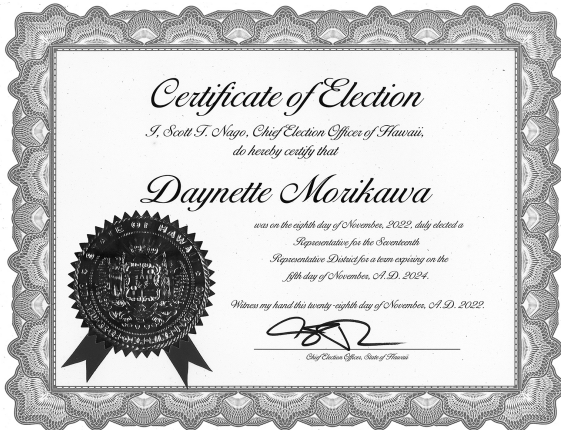 Certificate of Election
I, Scott T. Nago, Chief Election Officer of Hawaii,
do hereby certify that
Daynette Morikawa
was on the eighth day of November, 2022, duly elected a
Representative for the Seventeenth
Representative District for a term expiring on the
fifth day of November, A.D. 2024.
Witness my hand this twenty-eighth day of November, A.D. 2022.
Chief Election Officer, State of Hawaii